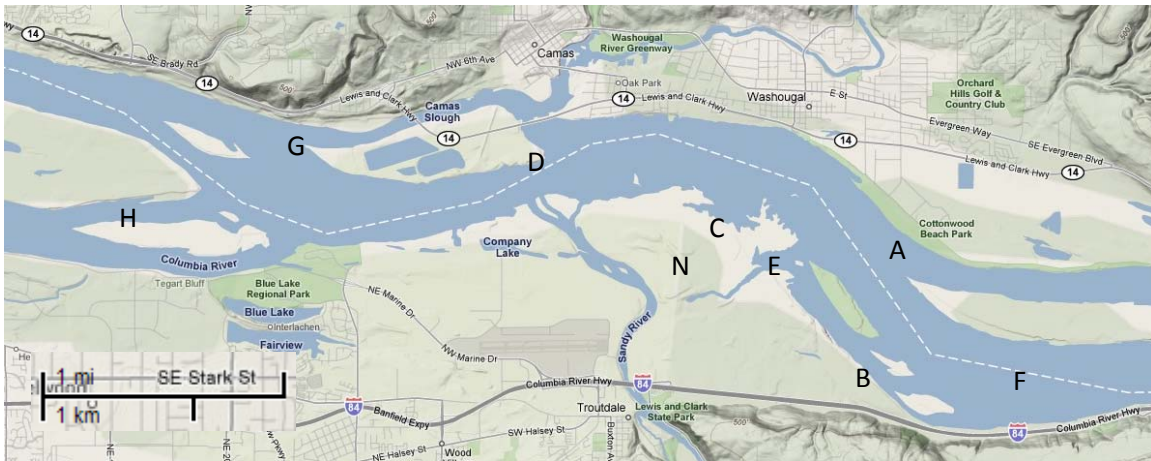 14
SE Brady Rd
14
500'
NW 6th Ave
Camas
Washougal
River Greenway
Oak Park
14
Lewis and Clark Hwy
Washougal
E St
Orchard
Hills Golf &
Country Club
500'
Evergreen Way
SE Evergreen Blvd
14
Lewis and Clark Hwy
14
Lewis and Clark Hwy
Camas
Slough
14
G
D
H
Columbia River
Tegart Bluff
Blue Lake
Regional Park
Blue Lake
Interlachen
Fairview
Company
Lake
C
N
E
A
Cottonwood
Beach Park
NE Marine Dr
NW Marine Dr
Sandy River
B
F
1 mi
SE Stark St
1 km
84
Banfield Expy
Columbia River Hwy
84
Troutdale
Lewis and Clark
State Park
500'
84
Columbia River Hwy
SW Halsey St
NE Halsey St
Wood
Buxton Ave